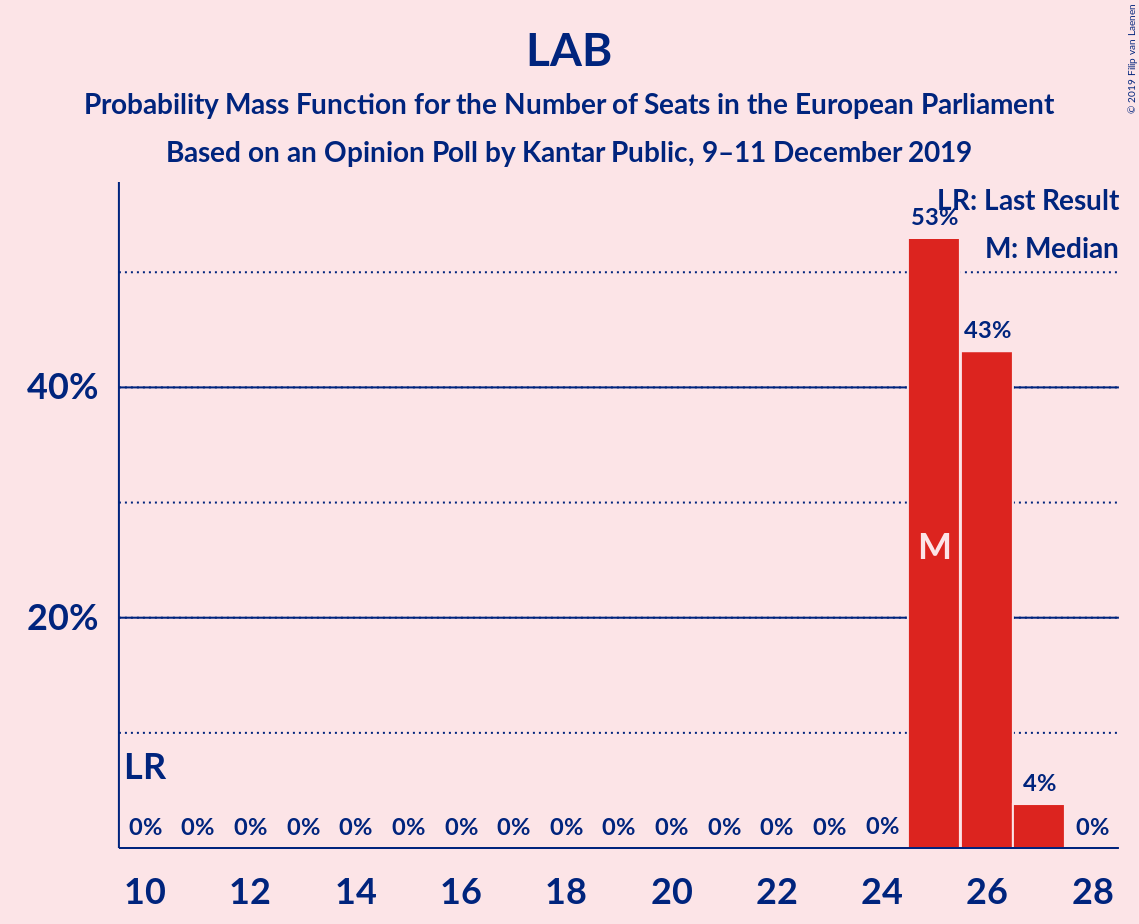 LAB
Probability Mass Function for the Number of Seats in the European Parliament
Based on an Opinion Poll by Kantar Public, 9–11 December 2019
© 2019 Filip van Laenen
LR: Last Result
M: Median
53%
43%
40%
M
20%
LR
4%
0% 0% 0% 0% 0% 0% 0% 0% 0% 0% 0% 0% 0% 0% 0% 0%
10 12 14 16 18 20 22 24 26 28